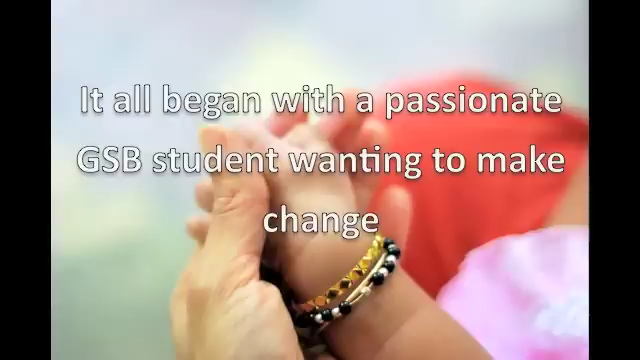 It all began with a passionate
GSB student wanting to make
change